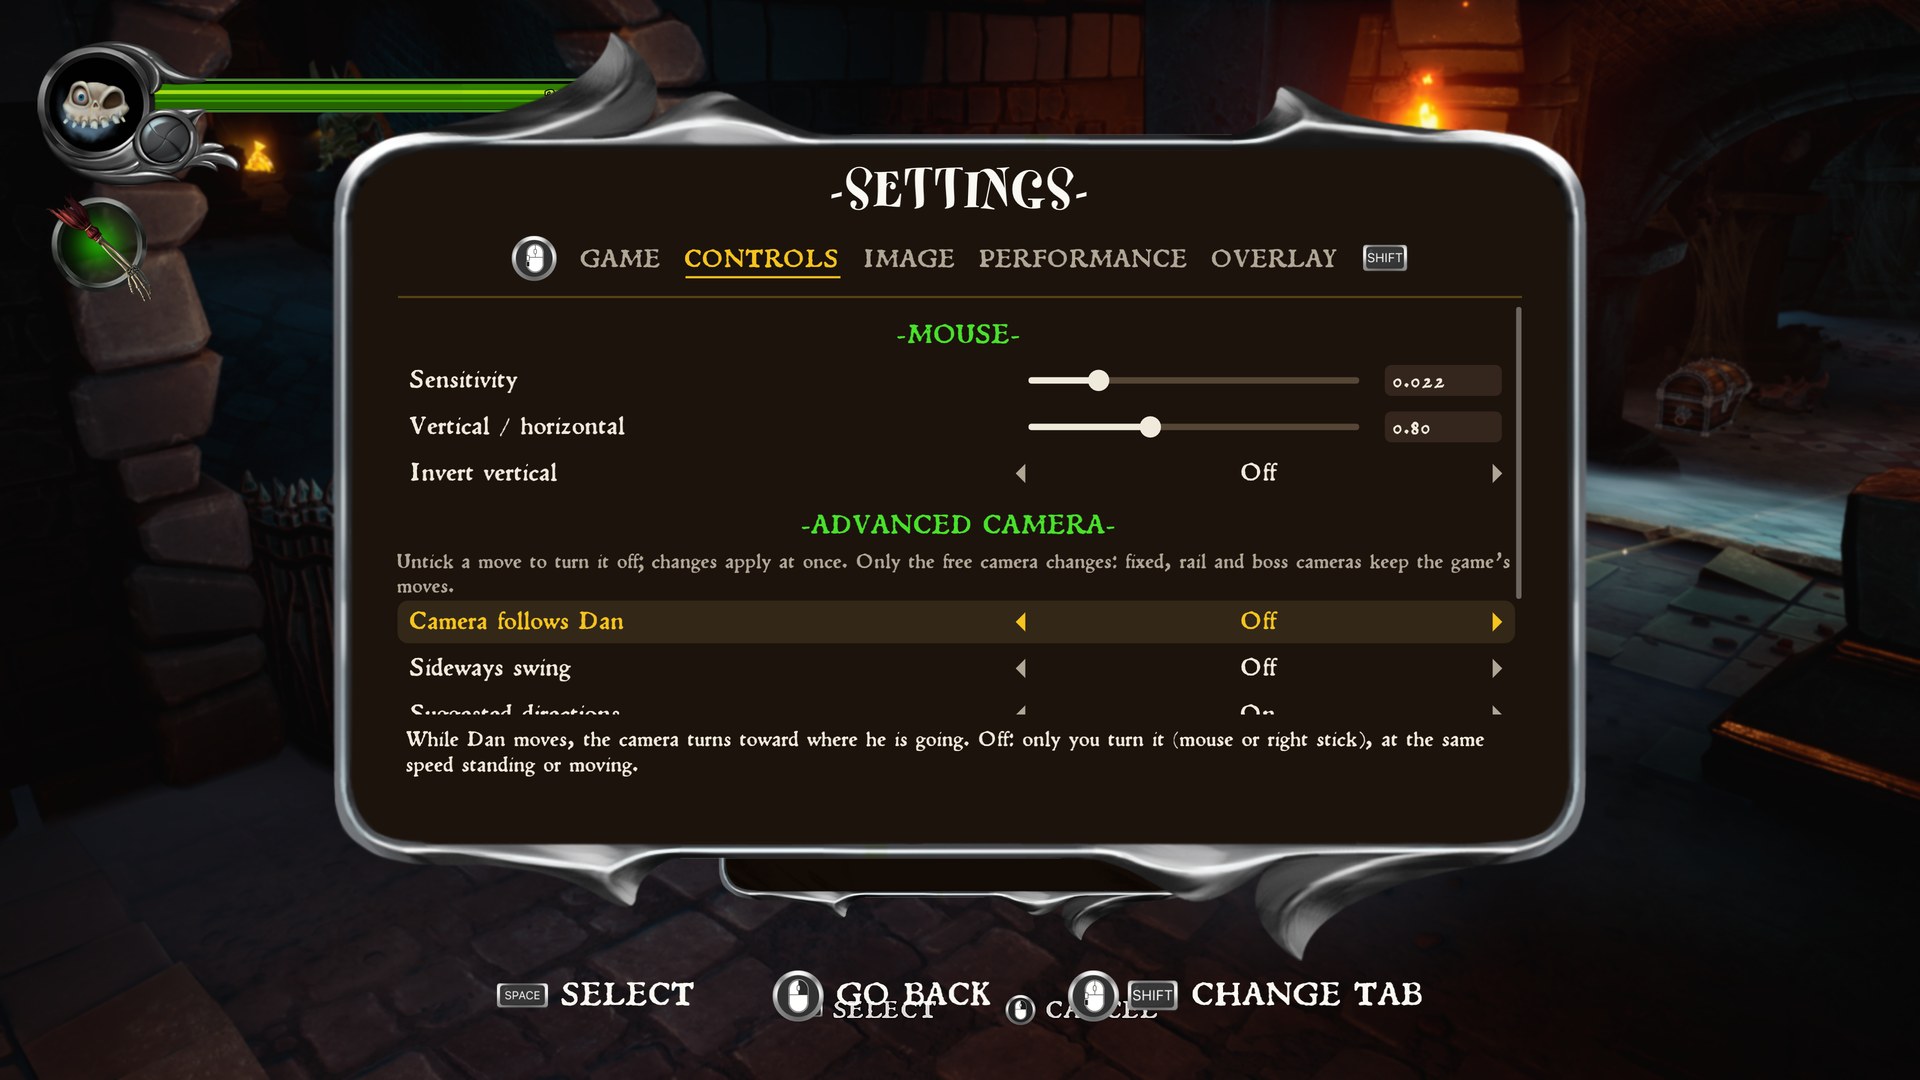 -SETTINGS-
GAME CONTROLS IMAGE PERFORMANCE OVERLAY SHIFT
-MOUSE-
Sensitivity 0.022
Vertical / horizontal 0.80
Invert vertical Off
-ADVANCED CAMERA-
Untick a move to turn it off; changes apply at once. Only the free camera changes: fixed, rail and boss cameras keep the game's
moves.
Camera follows Dan Off
Sideways swing Off
Suggested directions On
While Dan moves, the camera turns toward where he is going. Off: only you turn it (mouse or right stick), at the same
speed standing or moving.
SPACE SELECT GO BACK SHIFT CHANGE TAB
SELECT